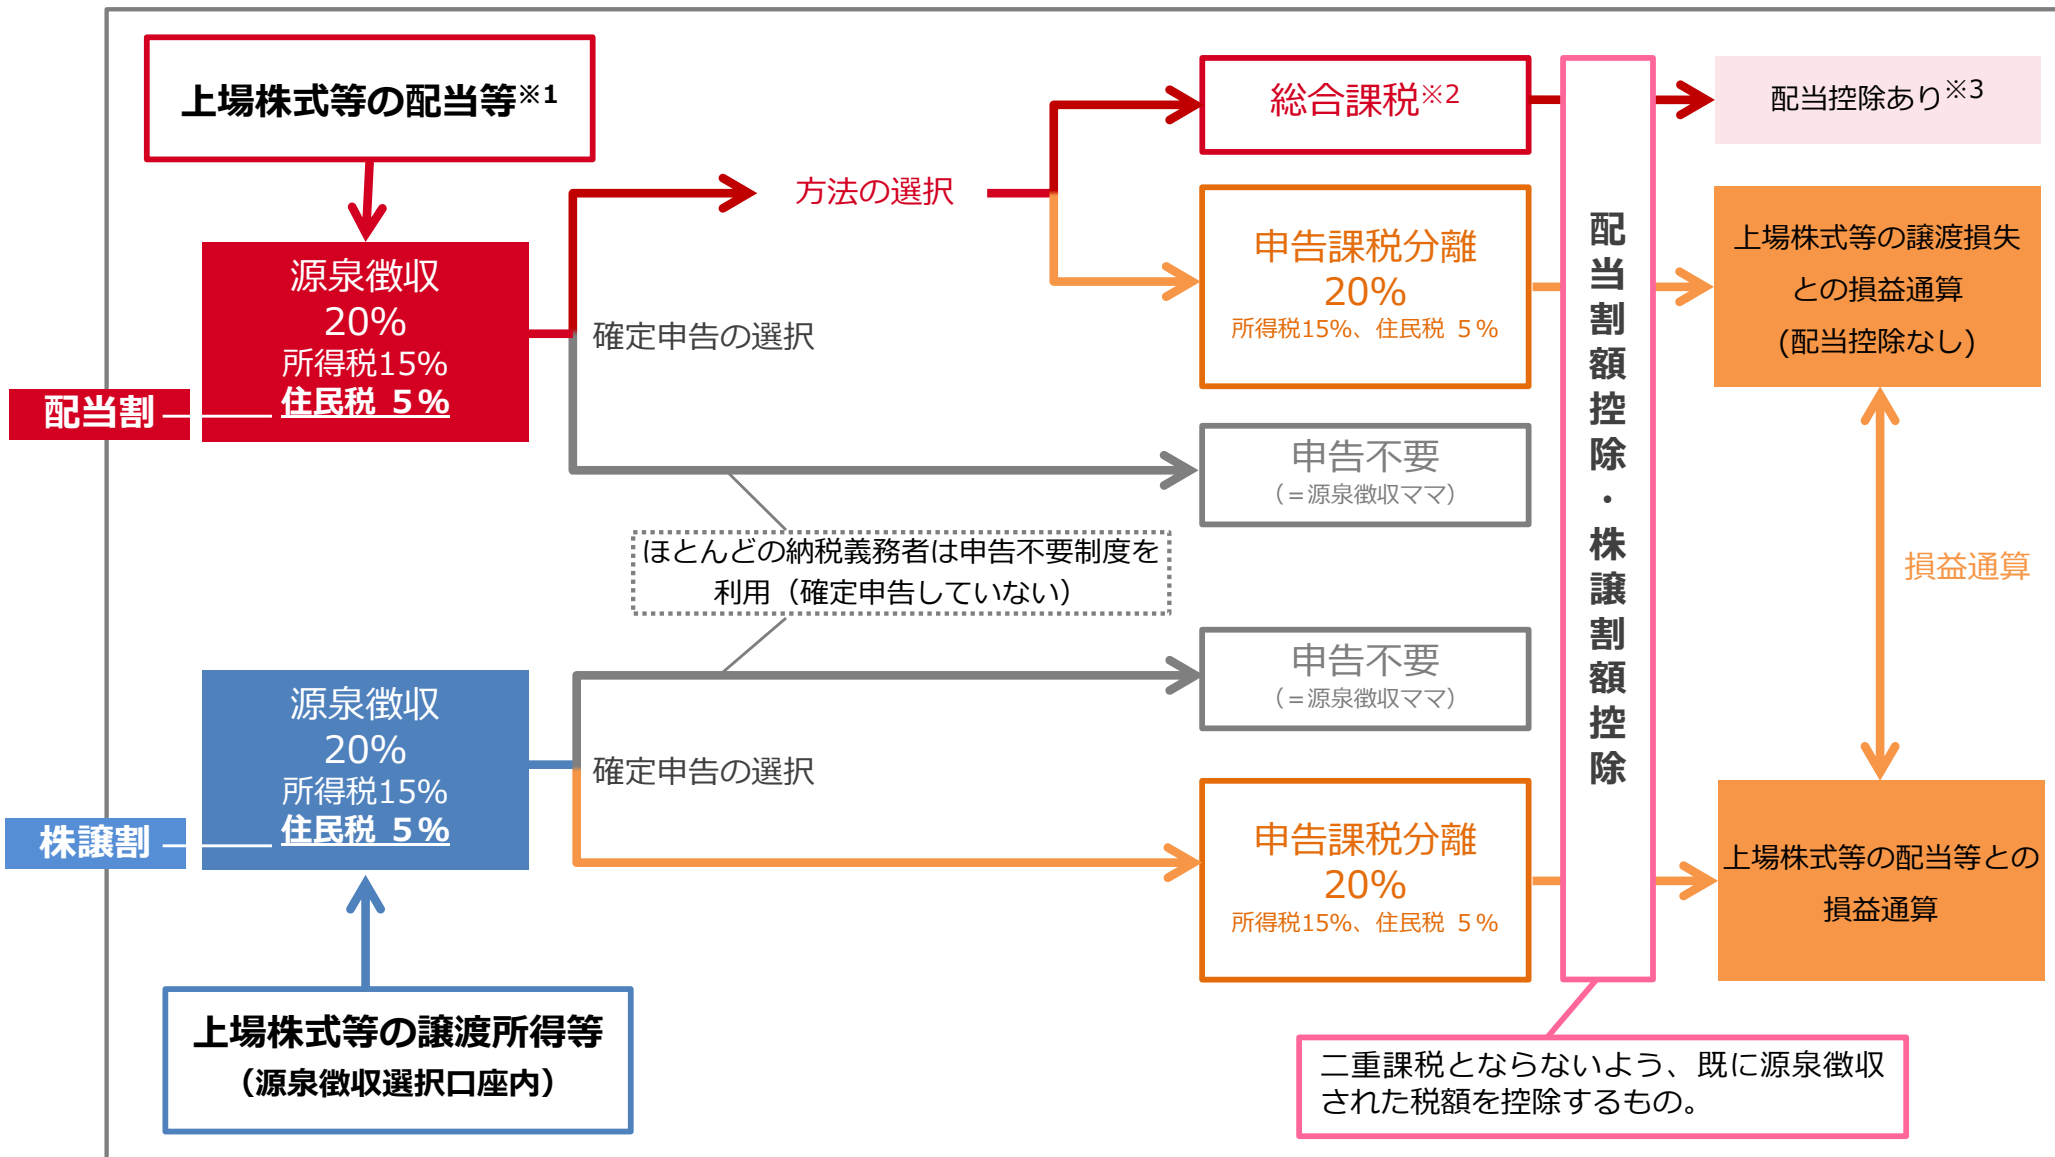 上場株式等の配当等※1
源泉徴収
20%
所得税15%
住民税 ５%
配当割
確定申告の選択
方法の選択
総合課税※2
申告課税分離
20%
所得税15%、住民税 ５%
申告不要
（=源泉徴収ママ）
ほとんどの納税義務者は申告不要制度を
利用（確定申告していない）
配当割額控除・株譲割額控除
配当控除あり※3
上場株式等の譲渡損失
との損益通算
(配当控除なし)
損益通算
源泉徴収
20%
所得税15%
住民税 ５%
株譲割
確定申告の選択
申告不要
（=源泉徴収ママ）
申告課税分離
20%
所得税15%、住民税 ５%
上場株式等の配当等との
損益通算
上場株式等の譲渡所得等
（源泉徴収選択口座内）
二重課税とならないよう、既に源泉徴収
された税額を控除するもの。